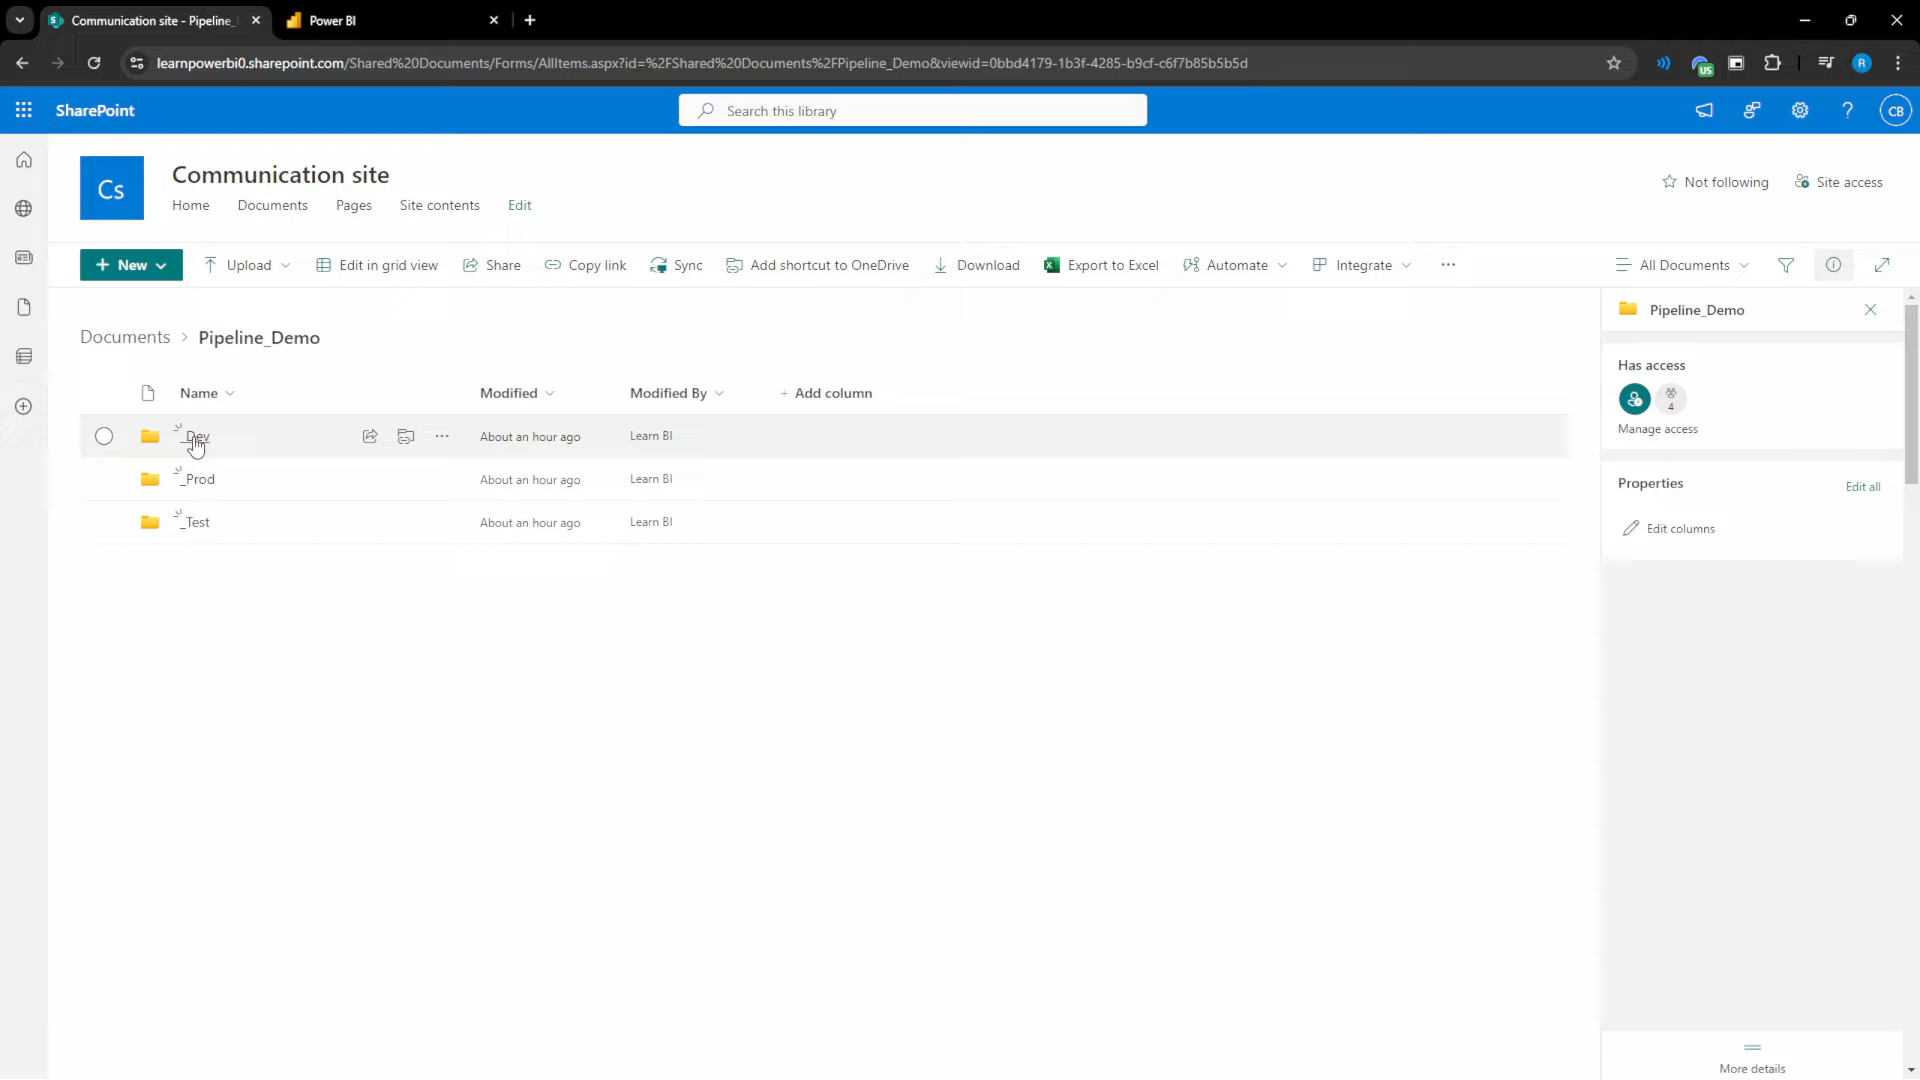 Communication site - Pipeline_
Power BI
learnpowerbi0.sharepoint.com/Shared%20Documents/Forms/AllItems.aspx?id=%2FShared%20Documents%2FPipeline_Demo&viewid=0bbd4179-1b3f-4285-b9cf-c6f7b85b5b5d
US
R
SharePoint
Search this library
CB
Cs
Communication site
Home Documents Pages Site contents Edit
Not following Site access
New Upload Edit in grid view Share Copy link Sync Add shortcut to OneDrive Download Export to Excel Automate Integrate All Documents
Documents > Pipeline_Demo
Name Modified Modified By + Add column
_Dev About an hour ago Learn BI
_Prod About an hour ago Learn BI
_Test About an hour ago Learn BI
Pipeline_Demo
Has access
4
Manage access
Properties Edit all
Edit columns
More details